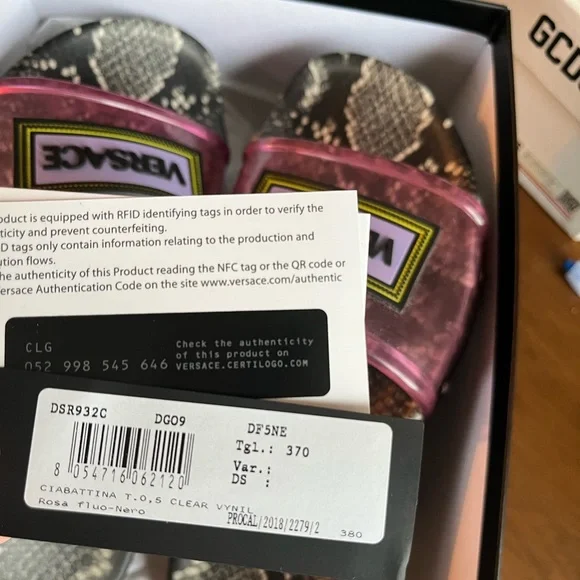 GCD
VERSACE
V
oduct is equipped with RFID identifying tags in order to verify the
ticity and prevent counterfeiting.
D tags only contain information relating to the production and
ution flows.
he authenticity of this Product reading the NFC tag or the QR code or
ersace Authentication Code on the site www.versace.com/authentic
CLG
052 998 545 646
Check the authenticity
of this product on
VERSACE.CERTILOGO.COM
DSR932C DGO9 DF5NE
Tgl.: 370
Var.:
DS :
8 054716 062120
CIABATTINA T.0,5 CLEAR VYNIL
Rosa fluo-Nero
PROCAL/2018/2279/2
380